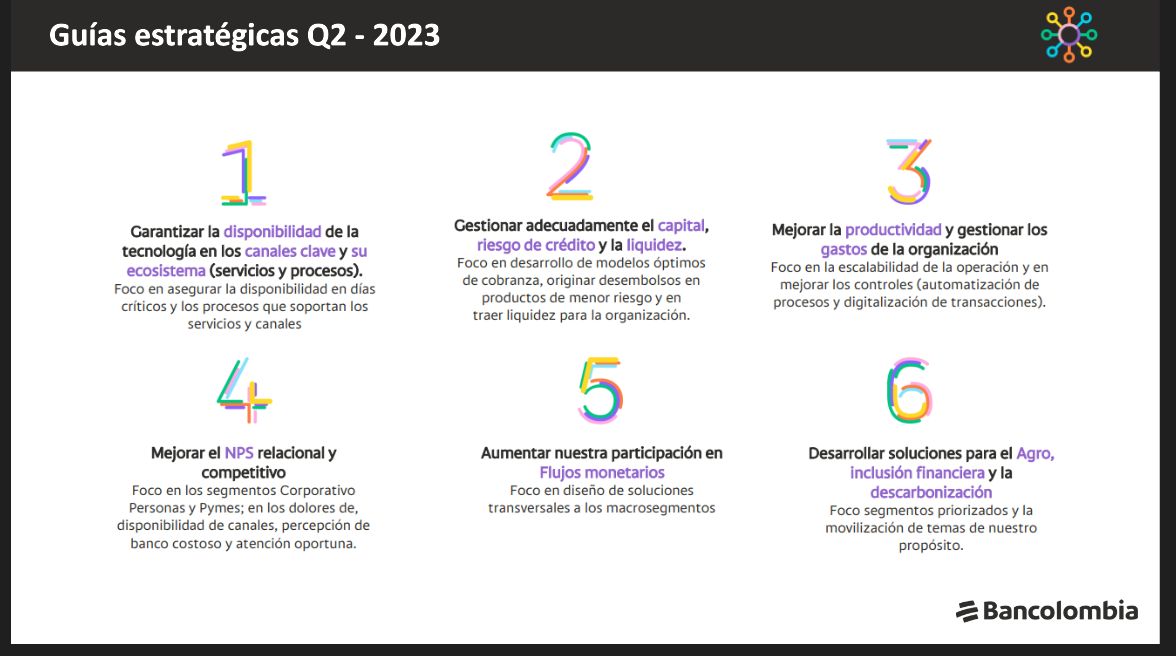 Guías estratégicas Q2 - 2023
1
Garantizar la disponibilidad de la
tecnología en los canales clave y su
ecosistema (servicios y procesos).
Foco en asegurar la disponibilidad en días
críticos y los procesos que soportan los
servicios y canales
2
Gestionar adecuadamente el capital,
riesgo de crédito y la liquidez.
Foco en desarrollo de modelos óptimos
de cobranza, originar desembolsos en
productos de menor riesgo y en
traer liquidez para la organización.
3
Mejorar la productividad y gestionar los
gastos de la organización
Foco en la escalabilidad de la operación y en
mejorar los controles (automatización de
procesos y digitalización de transacciones).
4
Mejorar el NPS relacional y
competitivo
Foco en los segmentos Corporativo
Personas y Pymes; en los dolores de,
disponibilidad de canales, percepción de
banco costoso y atención oportuna.
5
Aumentar nuestra participación en
Flujos monetarios
Foco en diseño de soluciones
transversales a los macrosegmentos
6
Desarrollar soluciones para el Agro,
inclusión financiera y la
descarbonización
Foco segmentos priorizados y la
movilización de temas de nuestro
propósito.
Bancolombia